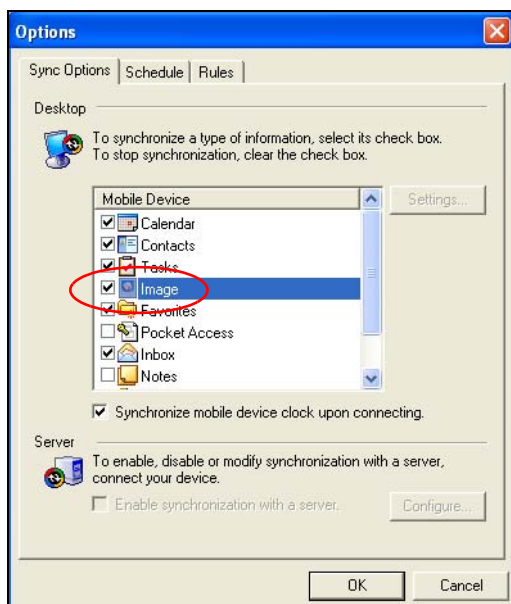 Options
Sync Options
Schedule
Rules
Desktop
To synchronize a type of information, select its check box.
To stop synchronization, clear the check box.
Mobile Device
Settings...
Calendar
Contacts
Tasks
Image
Favorites
Pocket Access
Inbox
Notes
Synchronize mobile device clock upon connecting.
Server
To enable, disable or modify synchronization with a server,
connect your device.
Enable synchronization with a server.
Configure...
OK
Cancel